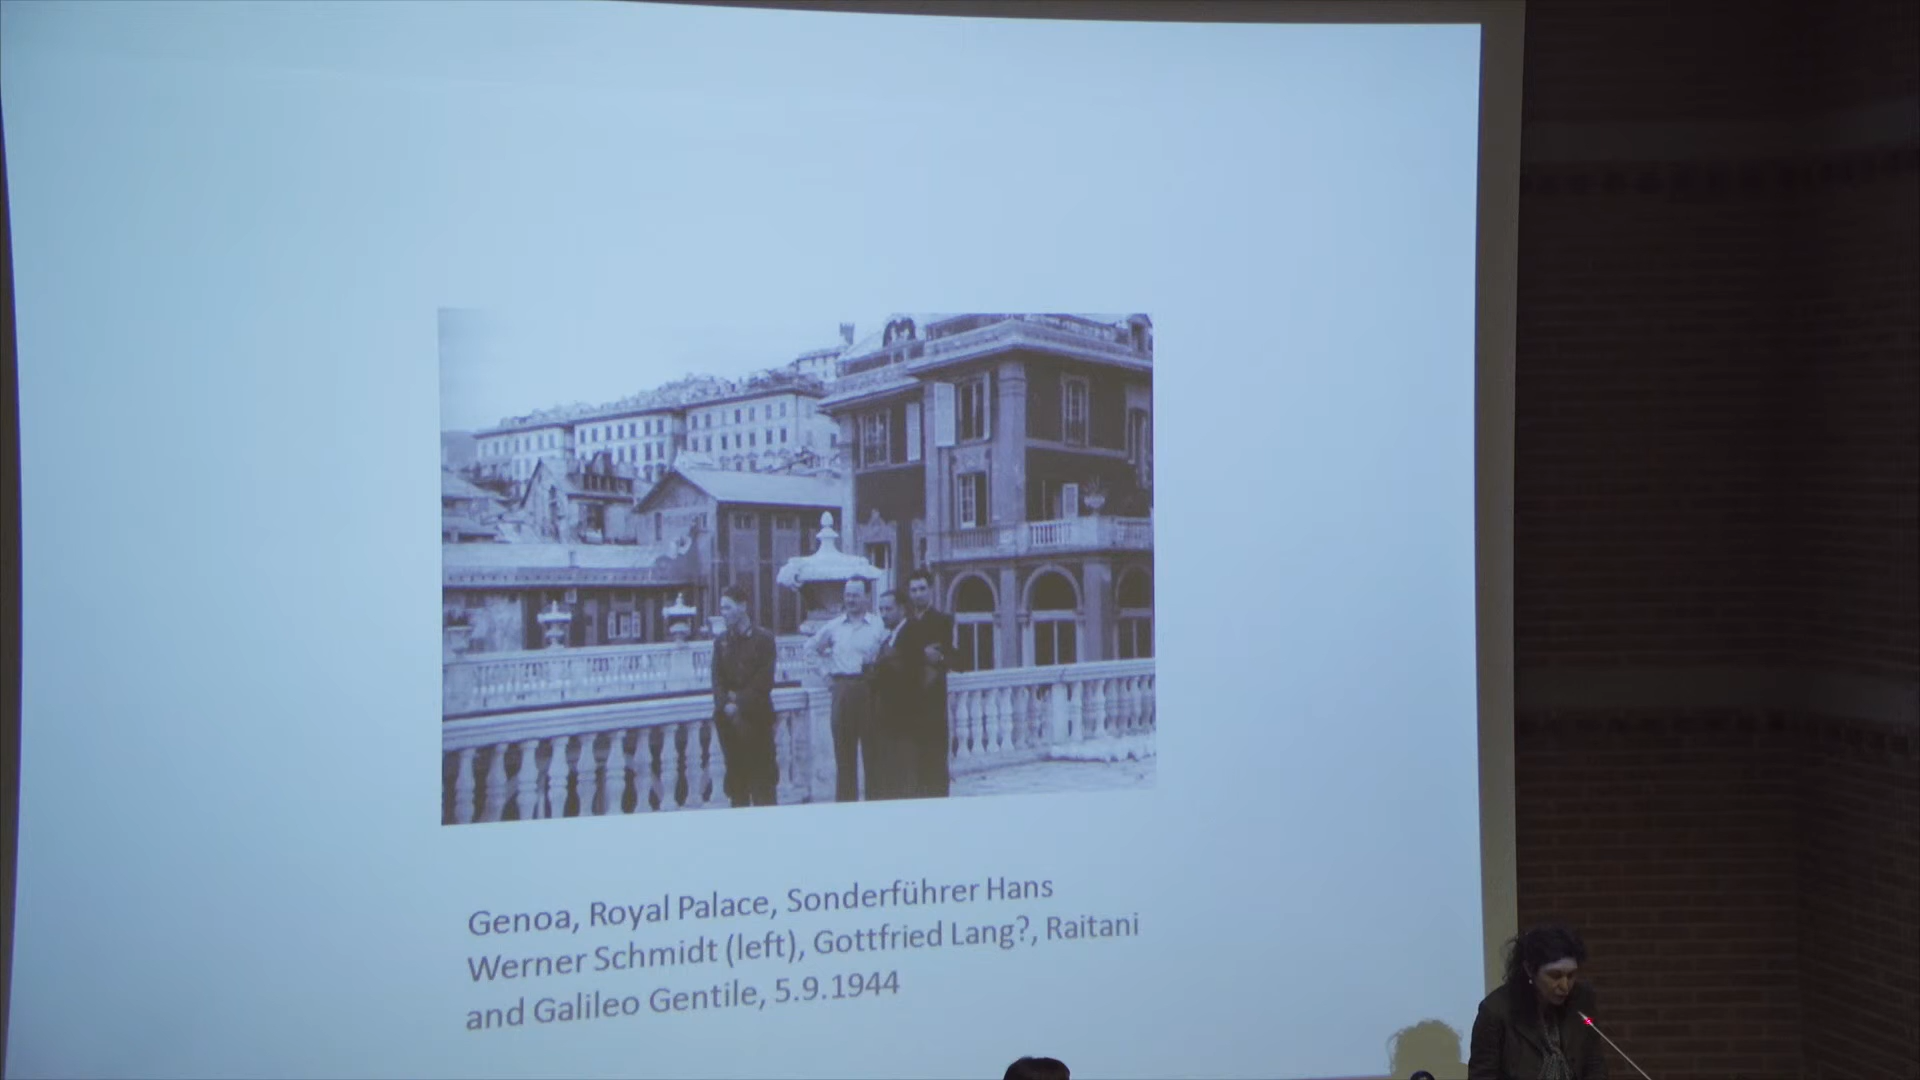 Genoa, Royal Palace, Sonderführer Hans
Werner Schmidt (left), Gottfried Lang?, Raitani
and Galileo Gentile, 5.9.1944